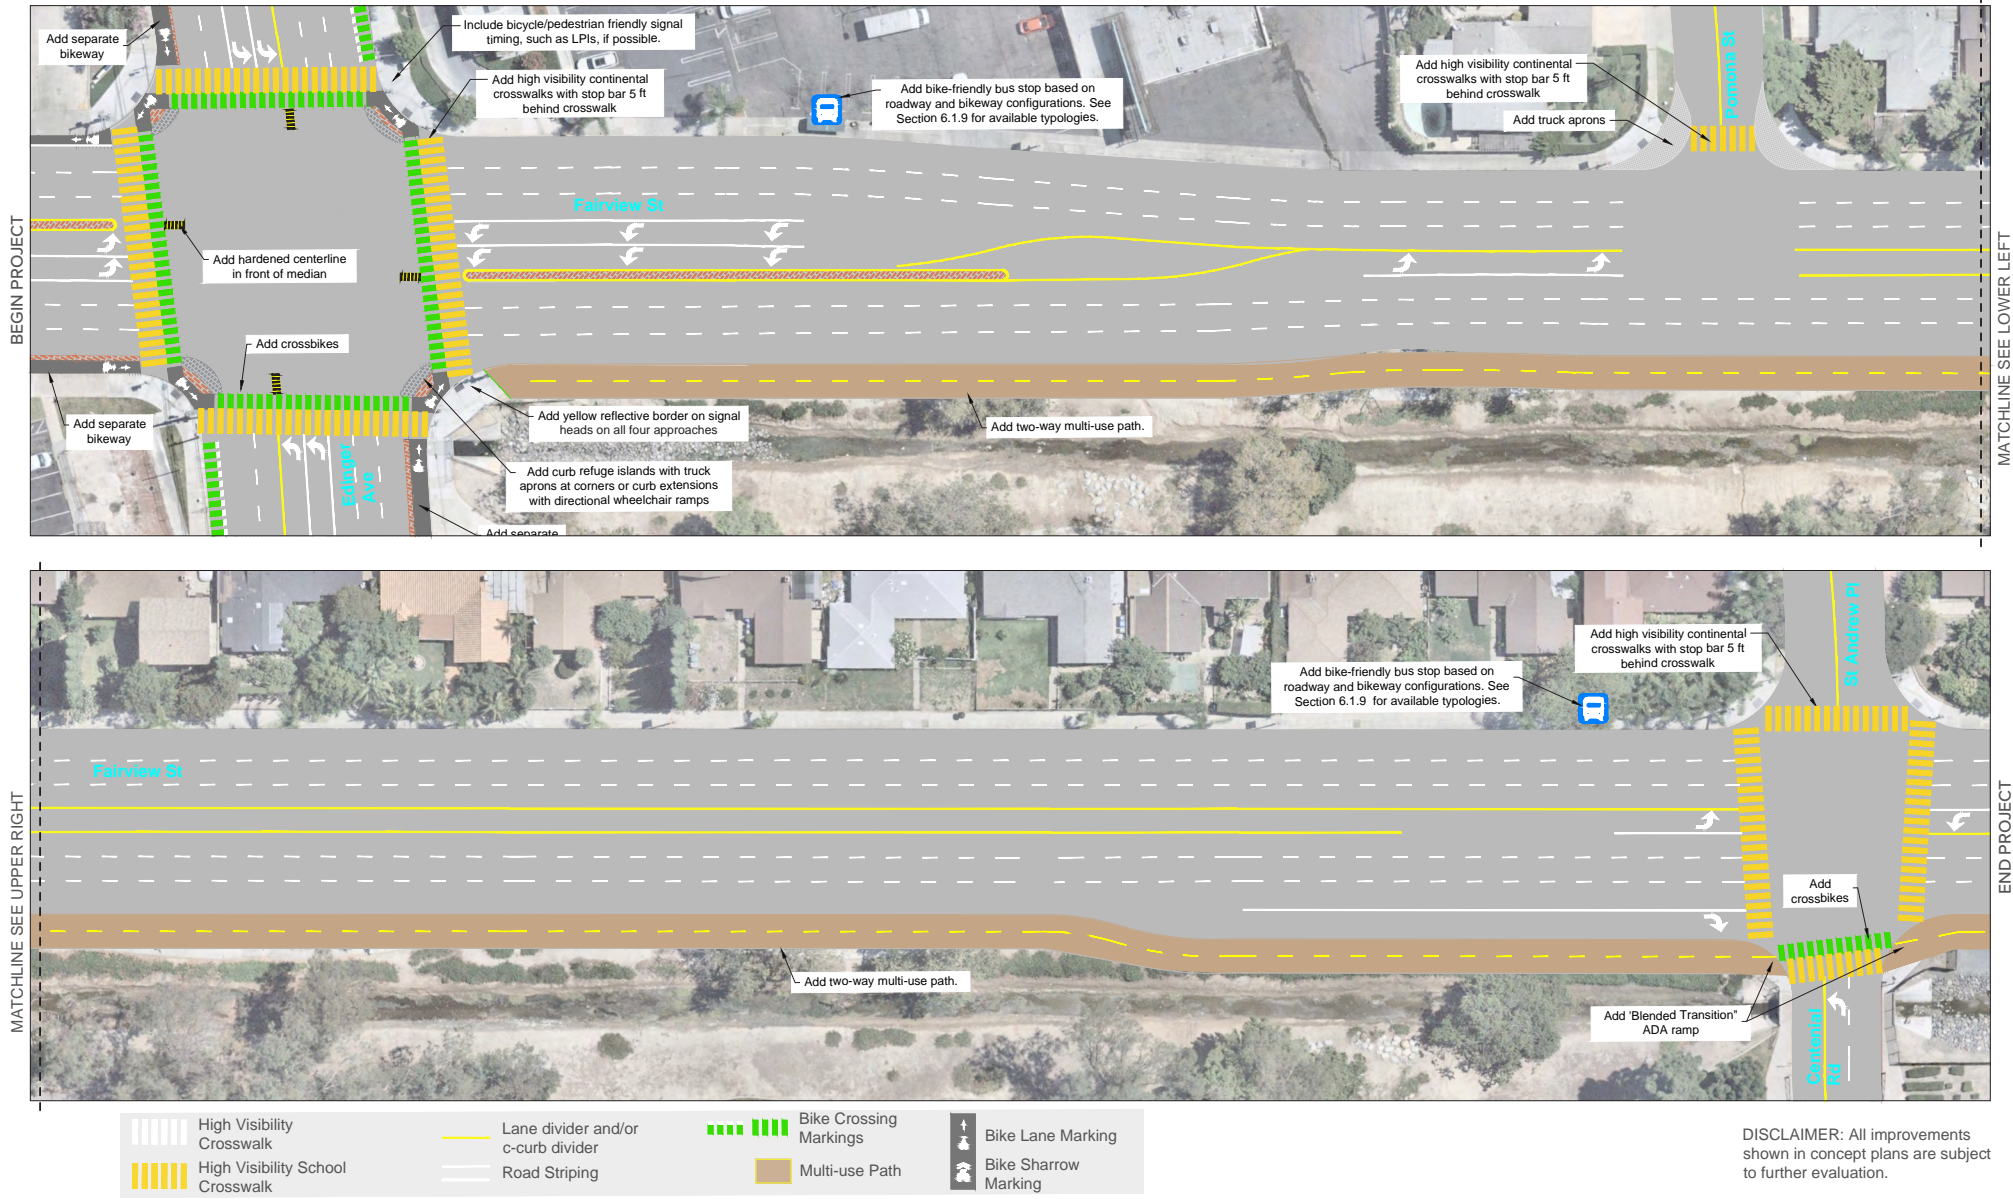 Add separate
bikeway
Include bicycle/pedestrian friendly signal
timing, such as LPIs, if possible.
Add high visibility continental
crosswalks with stop bar 5 ft
behind crosswalk
Add bike-friendly bus stop based on
roadway and bikeway configurations. See
Section 6.1.9 for available typologies.
Add high visibility continental
crosswalks with stop bar 5 ft
behind crosswalk
Add truck aprons
Pomona St
Fairview St
BEGIN PROJECT
Add hardened centerline
in front of median
MATCHLINE SEE LOWER LEFT
Add crossbikes
Add separate
bikeway
Add yellow reflective border on signal
heads on all four approaches
Add two-way multi-use path.
Edinger
Ave
Add curb refuge islands with truck
aprons at corners or curb extensions
with directional wheelchair ramps
Add separate
St Andrew Pl
Add high visibility continental
crosswalks with stop bar 5 ft
behind crosswalk
Add bike-friendly bus stop based on
roadway and bikeway configurations. See
Section 6.1.9 for available typologies.
Fairview St
MATCHLINE SEE UPPER RIGHT
END PROJECT
Add
crossbikes
Add two-way multi-use path.
Add 'Blended Transition"
ADA ramp
Centenial
Rd
High Visibility
Crosswalk
High Visibility School
Crosswalk
Lane divider and/or
c-curb divider
Road Striping
Bike Crossing
Markings
Multi-use Path
Bike Lane Marking
Bike Sharrow
Marking
DISCLAIMER: All improvements
shown in concept plans are subject
to further evaluation.